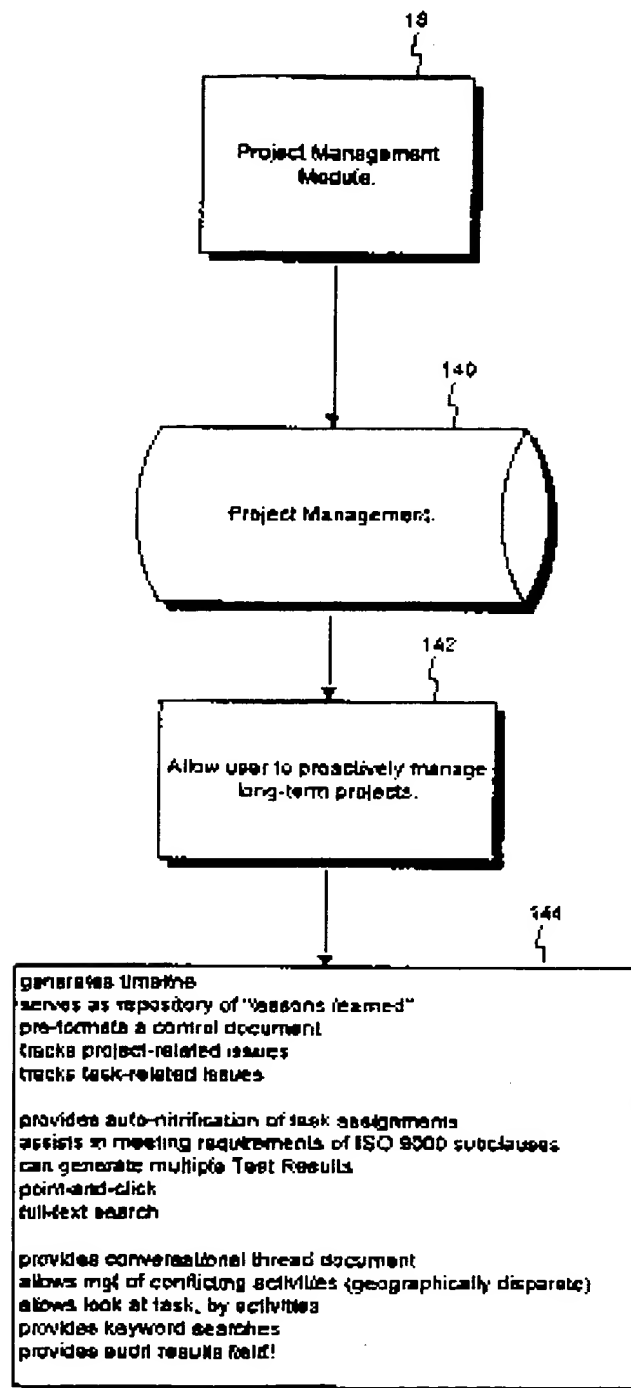 18
Project Management
Module.
140
Project Management.
142
Allow user to proactively manage
long-term projects.
144
generates timeline
serves as repository of "lessons learned"
pre-formats a control document
tracks project-related issues
tracks task-related issues
provides auto-nitrification of task assignments
assists in meeting requirements of ISO 9000 subclauses
can generate multiple Test Results
point-and-click
full-text search
provides conversational thread document
allows mgt of conflicting activities (geographically disparate)
allows look at task, by activities
provides keyword searches
provides audit results field!